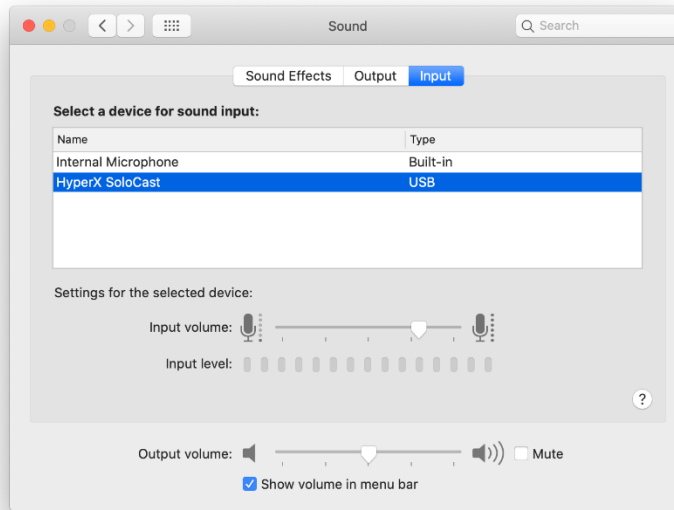 Sound
Search
Sound Effects Output Input
Select a device for sound input:
Name Type
Internal Microphone Built-in
HyperX SoloCast USB
Settings for the selected device:
Input volume:
Input level:
?
Output volume: Mute
Show volume in menu bar